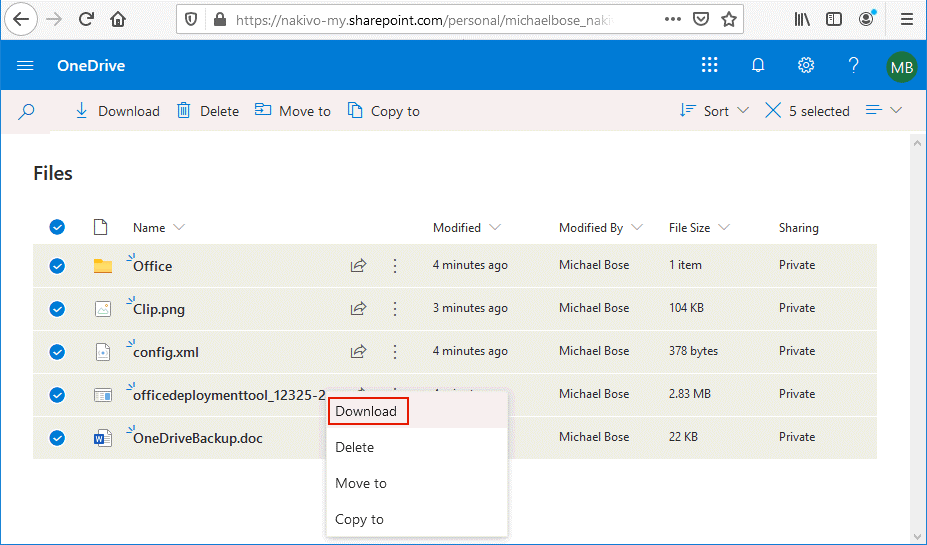 https://nakivo-my.sharepoint.com/personal/michaelbose_naki
OneDrive
MB
Download Delete Move to Copy to Sort 5 selected
Files
Name Modified Modified By File Size Sharing
Office 4 minutes ago Michael Bose 1 item Private
Clip.png 3 minutes ago Michael Bose 104 KB Private
config.xml 4 minutes ago Michael Bose 378 bytes Private
officedeploymenttool_12325-2 Michael Bose 2.83 MB Private
OneDriveBackup.doc Michael Bose 22 KB Private
Download
Delete
Move to
Copy to